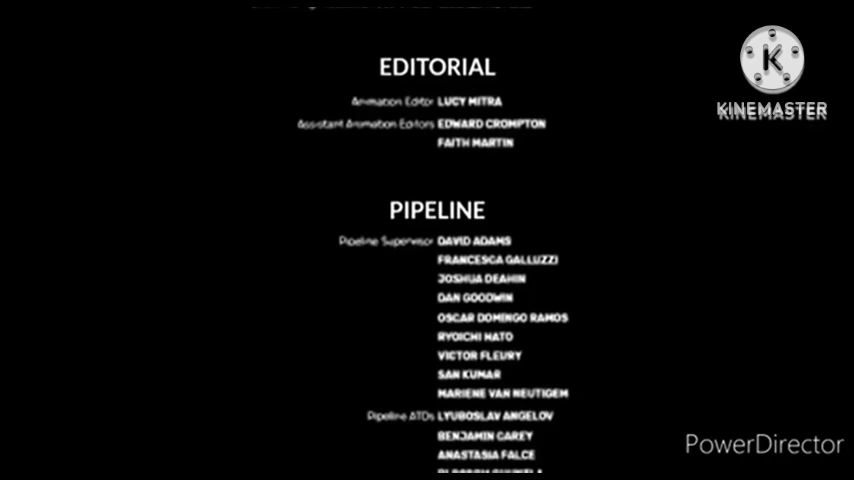 EDITORIAL
Animation Editor LUCY MITRA
Assistant Animation Editors EDWARD CROMPTON
FAITH MARTIN
PIPELINE
Pipeline Supervisor DAVID ADAMS
FRANCESCA GALLUZZI
JOSHUA DEAHIN
DAN GOODWIN
OSCAR DOMINGO RAMOS
RYOICHI NATO
VICTOR FLEURY
SAN KUMAR
MARIENE VAN NEUTIGEM
Pipeline ATDs LYUBOSLAV ANGELOV
BENJAMIN CAREY
ANASTASIA FALCE
K
KINEMASTER
PowerDirector